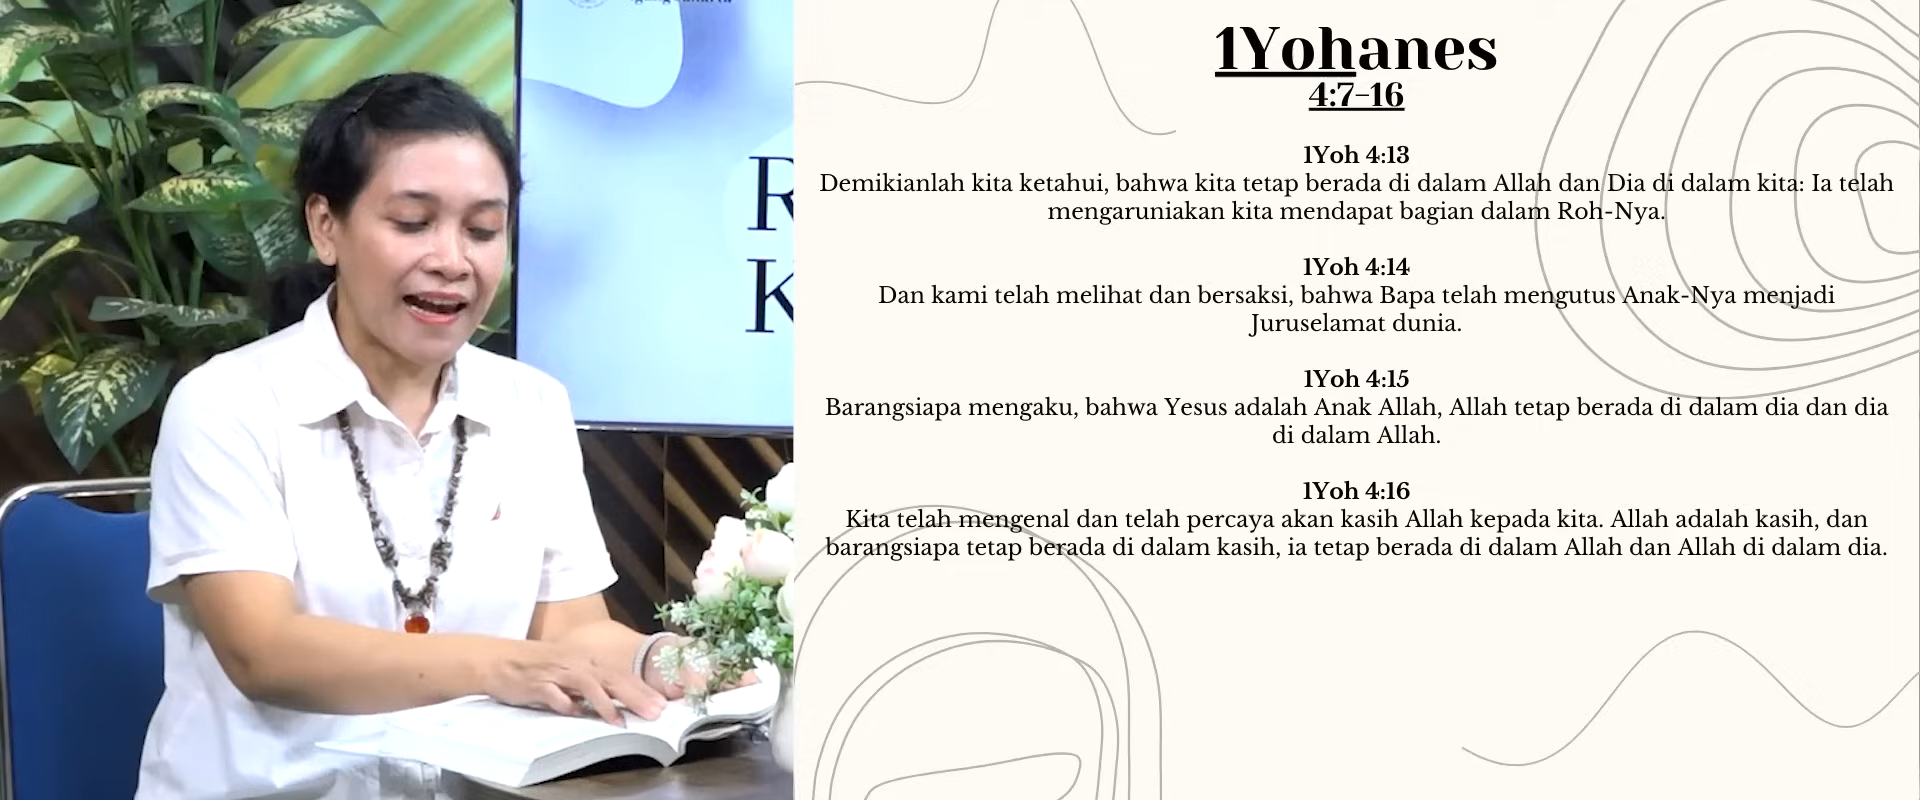 R
K
1Yohanes
4:7-16
1Yoh 4:13
Demikianlah kita ketahui, bahwa kita tetap berada di dalam Allah dan Dia di dalam kita: Ia telah
mengaruniakan kita mendapat bagian dalam Roh-Nya.
1Yoh 4:14
Dan kami telah melihat dan bersaksi, bahwa Bapa telah mengutus Anak-Nya menjadi
Juruselamat dunia.
1Yoh 4:15
Barangsiapa mengaku, bahwa Yesus adalah Anak Allah, Allah tetap berada di dalam dia dan dia
di dalam Allah.
1Yoh 4:16
Kita telah mengenal dan telah percaya akan kasih Allah kepada kita. Allah adalah kasih, dan
barangsiapa tetap berada di dalam kasih, ia tetap berada di dalam Allah dan Allah di dalam dia.